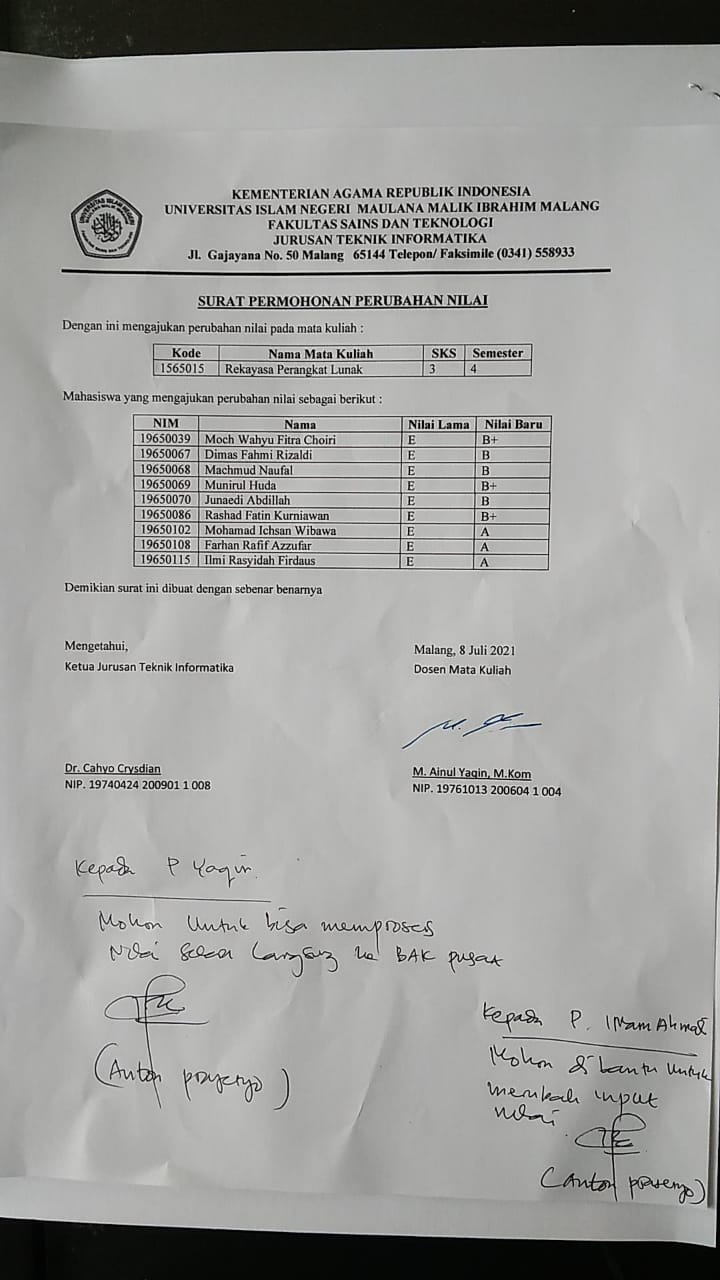 KEMENTERIAN AGAMA REPUBLIK INDONESIA
UNIVERSITAS ISLAM NEGERI MAULANA MALIK IBRAHIM MALANG
FAKULTAS SAINS DAN TEKNOLOGI
JURUSAN TEKNIK INFORMATIKA
Jl. Gajayana No. 50 Malang 65144 Telepon/ Faksimile (0341) 558933
SURAT PERMOHONAN PERUBAHAN NILAI
Dengan ini mengajukan perubahan nilai pada mata kuliah :
Kode Nama Mata Kuliah SKS Semester
1565015 Rekayasa Perangkat Lunak 3 4
Mahasiswa yang mengajukan perubahan nilai sebagai berikut :
NIM Nama Nilai Lama Nilai Baru
19650039 Moch Wahyu Fitra Choiri E B+
19650067 Dimas Fahmi Rizaldi E B
19650068 Machmud Naufal E B
19650069 Munirul Huda E B+
19650070 Junaedi Abdillah E B
19650086 Rashad Fatin Kurniawan E B+
19650102 Mohamad Ichsan Wibawa E A
19650108 Farhan Rafif Azzufar E A
19650115 Ilmi Rasyidah Firdaus E A
Demikian surat ini dibuat dengan sebenar benarnya
Mengetahui,
Ketua Jurusan Teknik Informatika
Malang, 8 Juli 2021
Dosen Mata Kuliah
Dr. Cahyo Crysdian
NIP. 19740424 200901 1 008
M. Ainul Yaqin, M.Kom
NIP. 19761013 200604 1 004
Kepada P Yaqin.
Mohon untuk bisa memproses
Nilai langsung ke BAK pusat
(Anton prasetyo)
Kepada P. Imam Ahmad
Mohon dibantu untuk
merubah input
nilai.
(Anton prasetyo)